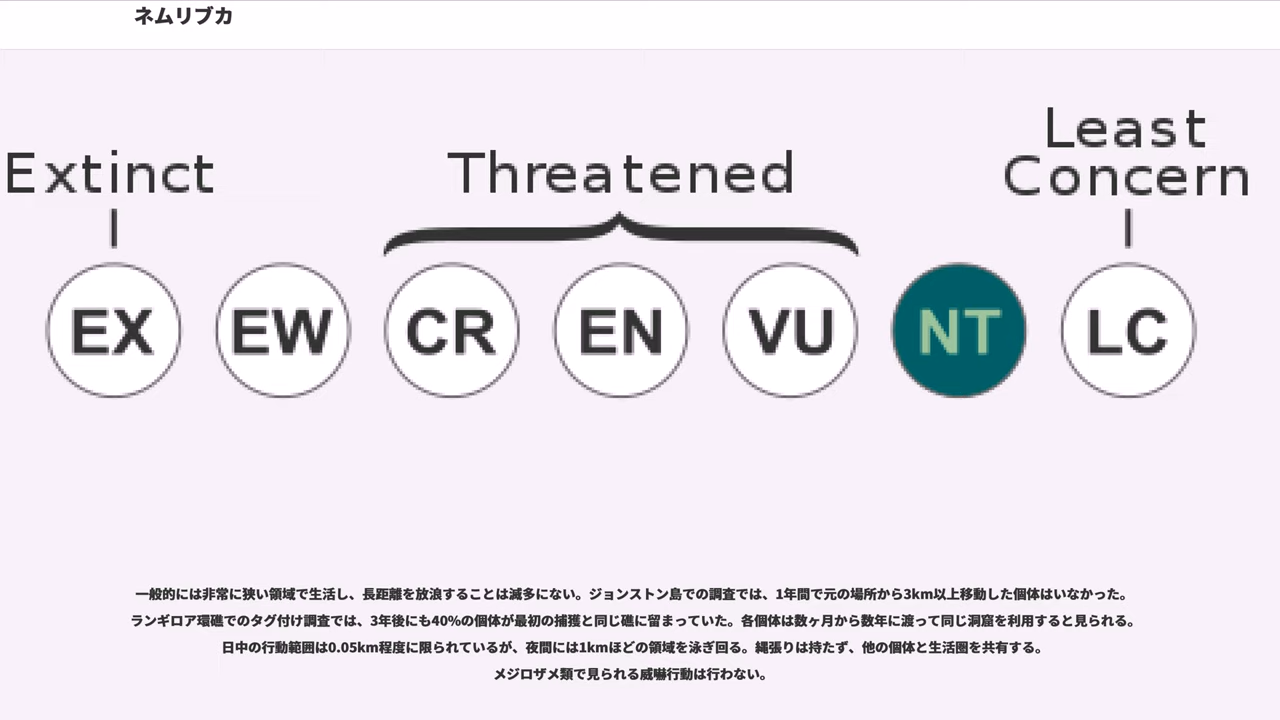 ネムリブカ
Least
Extinct Threatened Concern
EX EW CR EN VU NT LC
一般的には非常に狭い領域で生活し、長距離を放浪することは滅多にない。ジョンストン島での調査では、1年間で元の場所から3km以上移動した個体はいなかった。
ランギロア環礁でのタグ付け調査では、3年後にも40%の個体が最初の捕獲と同じ礁に留まっていた。各個体は数ヶ月から数年に渡って同じ洞窟を利用すると見られる。
日中の行動範囲は0.05km程度に限られているが、夜間には1kmほどの領域を泳ぎ回る。縄張りは持たず、他の個体と生活圏を共有する。
メジロザメ類で見られる威嚇行動は行わない。